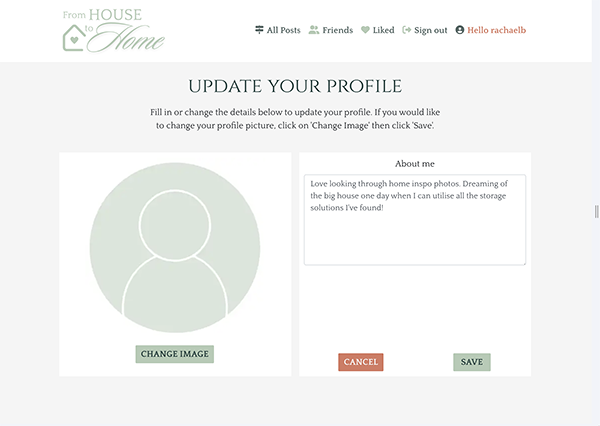 From HOUSE
to Home
All Posts Friends Liked Sign out Hello rachaelb
UPDATE YOUR PROFILE
Fill in or change the details below to update your profile. If you would like
to change your profile picture, click on 'Change Image' then click 'Save'.
About me
Love looking through home inspo photos. Dreaming of
the big house one day when I can utilise all the storage
solutions I've found!
CHANGE IMAGE
CANCEL
SAVE